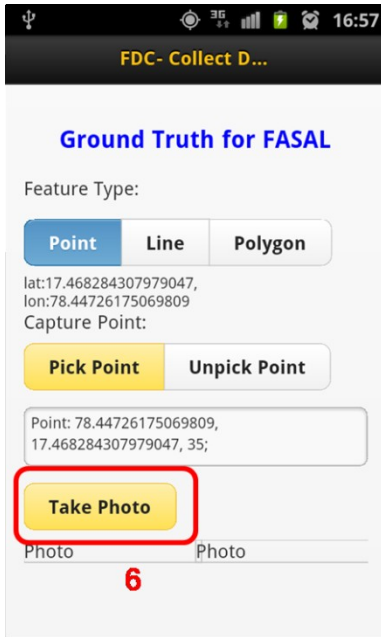 3G 16:57
FDC- Collect D...
Ground Truth for FASAL
Feature Type:
Point Line Polygon
lat:17.468284307979047,
lon:78.44726175069809
Capture Point:
Pick Point Unpick Point
Point: 78.44726175069809,
17.468284307979047, 35;
Take Photo
Photo Photo
6